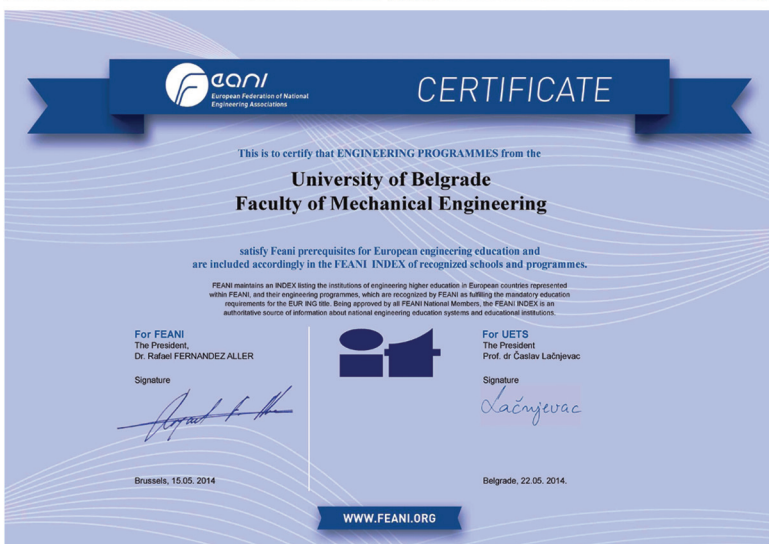 feani
European Federation of National
Engineering Associations
CERTIFICATE
This is to certify that ENGINEERING PROGRAMMES from the
University of Belgrade
Faculty of Mechanical Engineering
satisfy Feani prerequisites for European engineering education and
are included accordingly in the FEANI INDEX of recognized schools and programmes.
FEANI maintains an INDEX listing the institutions of engineering higher education in European countries represented
within FEANI, and their engineering programmes, which are recognized by FEANI as fulfilling the mandatory education
requirements for the EUR ING title. Being approved by all FEANI National Members, the FEANI INDEX is an
authoritative source of information about national engineering education systems and educational institutions.
For FEANI
The President,
Dr. Rafael FERNANDEZ ALLER
Signature
Brussels, 15.05. 2014
it
For UETS
The President
Prof. dr Časlav Lačnjevac
Signature
Lačnjevac
Belgrade, 22.05. 2014.
WWW.FEANI.ORG